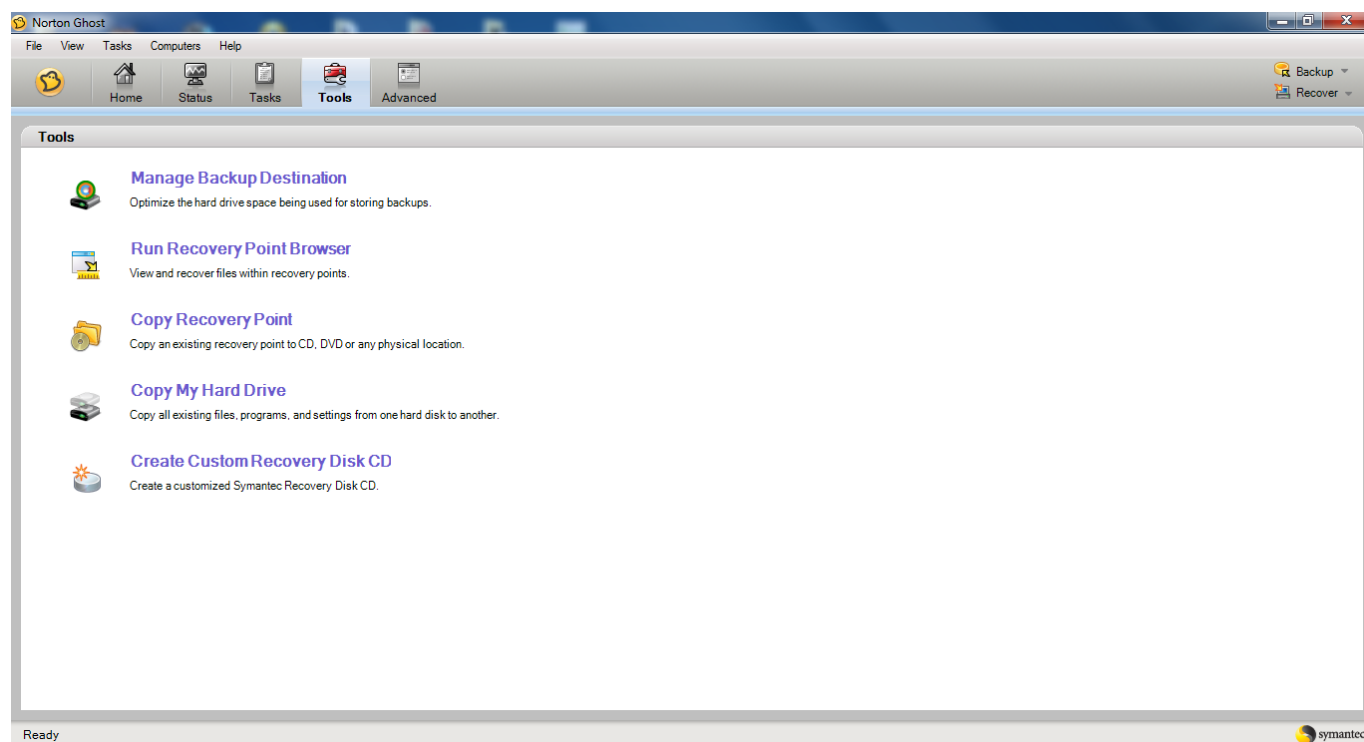 Norton Ghost
File View Tasks Computers Help
Home Status Tasks Tools Advanced
Backup
Recover
Tools
Manage Backup Destination
Optimize the hard drive space being used for storing backups.
Run Recovery Point Browser
View and recover files within recovery points.
Copy Recovery Point
Copy an existing recovery point to CD, DVD or any physical location.
Copy My Hard Drive
Copy all existing files, programs, and settings from one hard disk to another.
Create Custom Recovery Disk CD
Create a customized Symantec Recovery Disk CD.
Ready
symantec